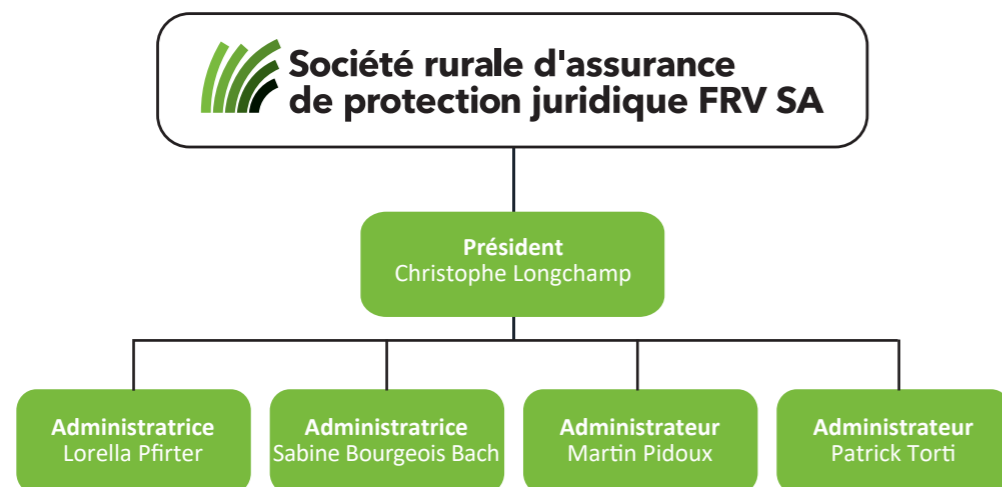 Société rurale d'assurance
de protection juridique FRV SA
Président
Christophe Longchamp
Administratrice
Lorella Pfirter
Administratrice
Sabine Bourgeois Bach
Administrateur
Martin Pidoux
Administrateur
Patrick Torti